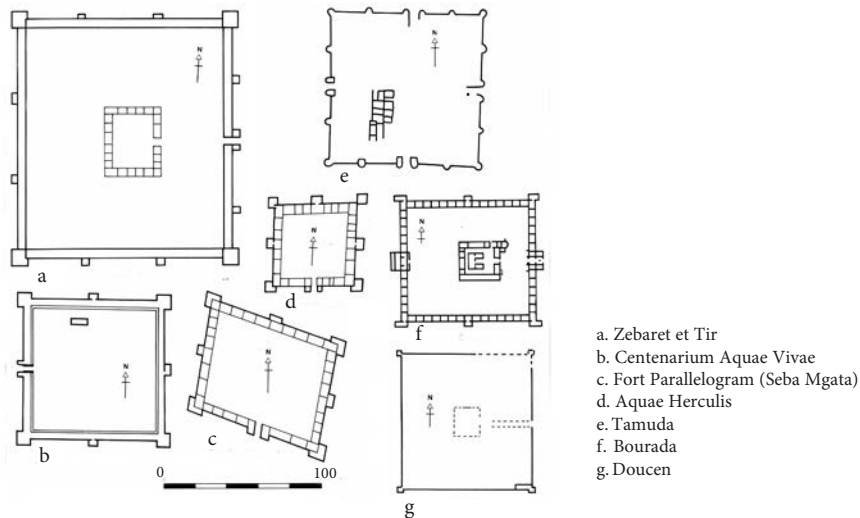 N
N
a
e
N
N
d
f
N
N
N
b
c
0 100
g
a. Zebaret et Tir
b. Centenarium Aquae Vivae
c. Fort Parallelogram (Seba Mgata)
d. Aquae Herculis
e. Tamuda
f. Bourada
g. Doucen